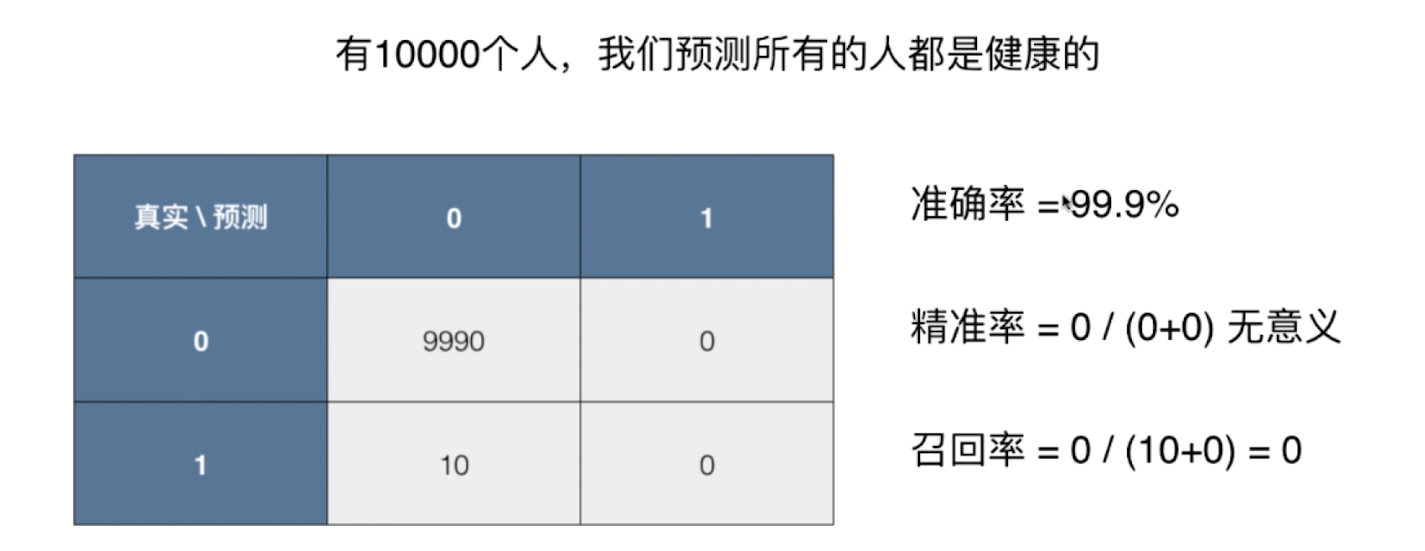 有10000个人，我们预测所有的人都是健康的
真实 \ 预测 0 1
0 9990 0
1 10 0
准确率 = 99.9%
精准率 = 0 / (0+0) 无意义
召回率 = 0 / (10+0) = 0